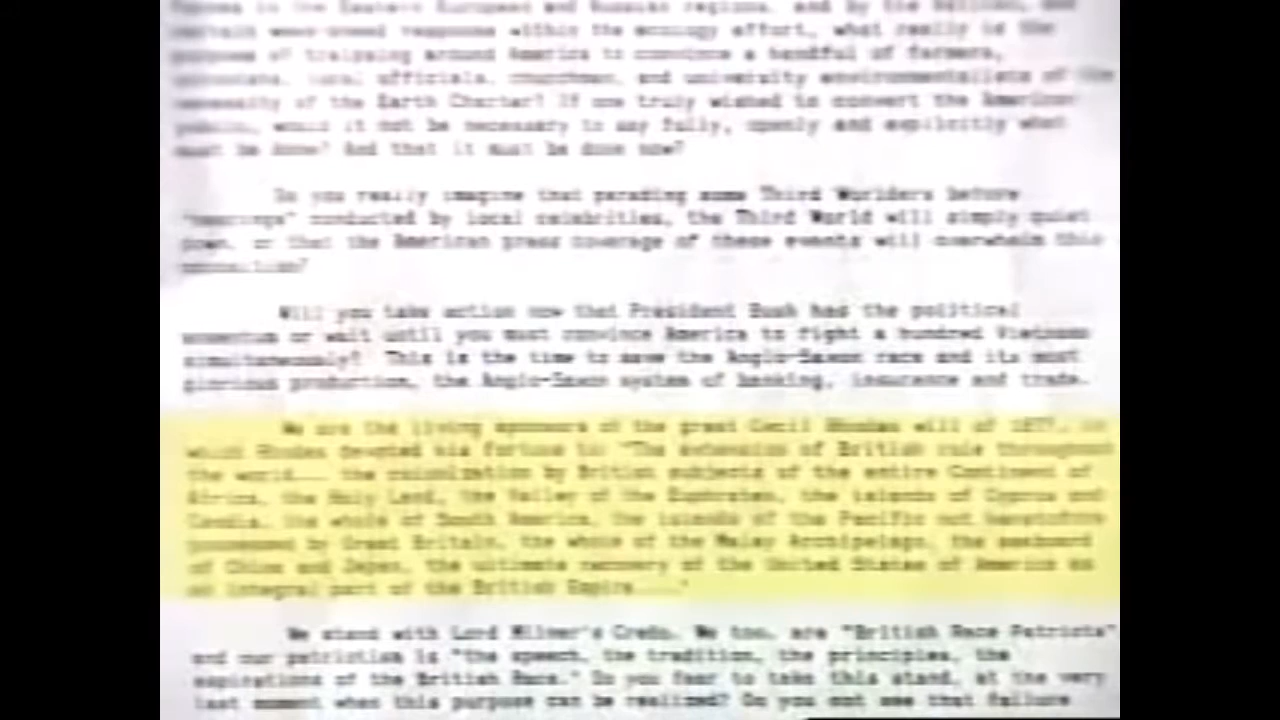 in the Eastern European and Russian regions, and by the Vatican, and
certain response within the ecology effort, what really is the
purpose of traipsing around America to convince a handful of farmers,
local officials, churchmen, and university environmentalists of the
necessity of the Earth Charter? If one truly wished to convert the American
public, would it not be necessary to say fully, openly and explicitly what
must be done? And that it must be done now?
Do you really imagine that parading some Third Worlders before
"hearings" conducted by local celebrities, the Third World will simply quiet
down, or that the American press coverage of these events will overwhelm this
Will you take action now that President Bush had the political
momentum or wait until you must convince America to fight a hundred Vietnams
simultaneously? This is the time to save the Anglo-Saxon race and its most
glorious production, the Anglo-Saxon system of banking, insurance and trade.
We are the living sponsors of the great Cecil Rhodes will of 1877, in
which Rhodes devoted his fortune to: "The extension of British rule throughout
the world... the colonization by British subjects of the entire Continent of
Africa, the Holy Land, the Valley of the Euphrates, the islands of Cyprus and
Candia, the whole of South America, the islands of the Pacific not heretofore
possessed by Great Britain, the whole of the Malay Archipelago, the seaboard
of China and Japan, the ultimate recovery of the United States of America as
an integral part of the British Empire...."
We stand with Lord Milner's Credo. We too, are "British Race Patriots"
and our patriotism is "the speech, the tradition, the principles, the
aspirations of the British Race." Do you fear to take this stand, at the very
last moment when this purpose can be realized? Do you not see that failure